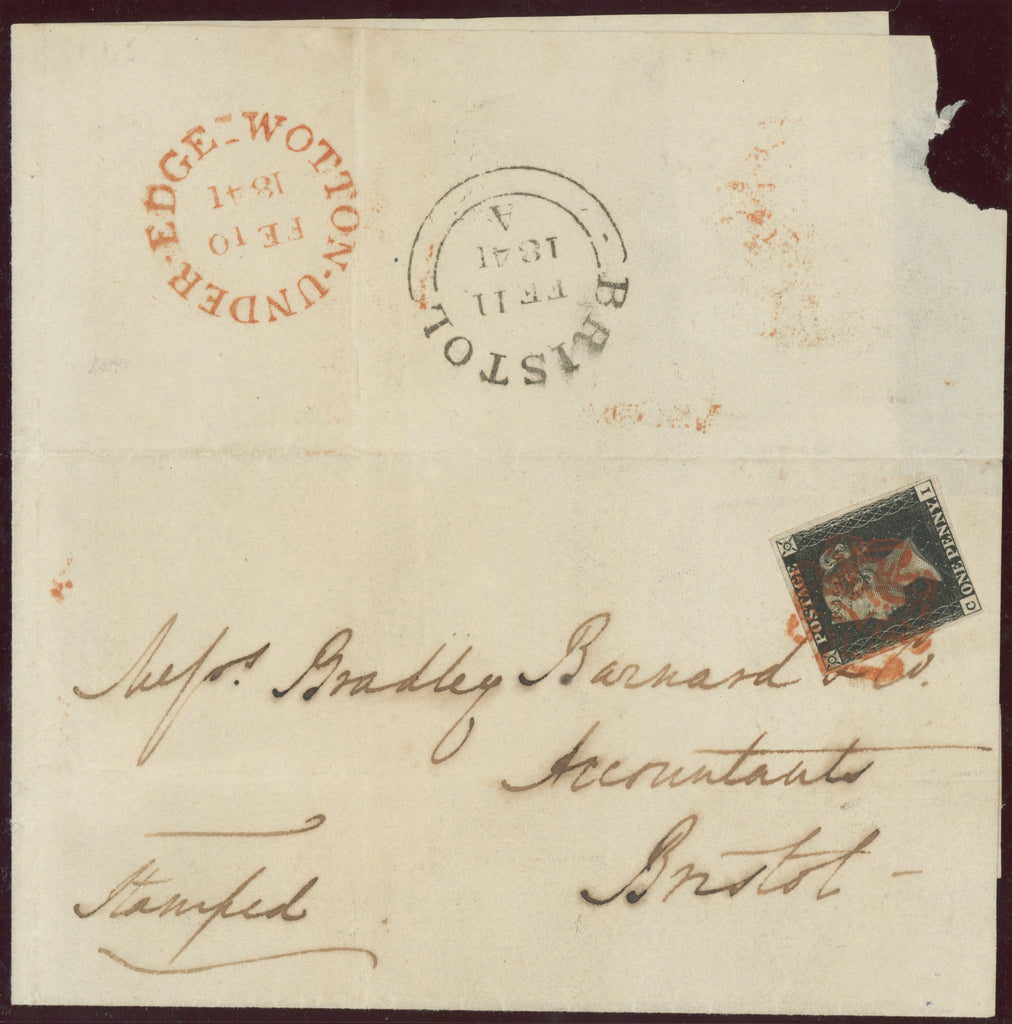 WOTTON-UNDER-EDGE
FE 10
1841
BRISTOL
FE 11
1841
A
POSTAGE
ONE PENNY
G I
Messrs. Bradley Barnard & Co.
Accountants
Bristol -
Stamped